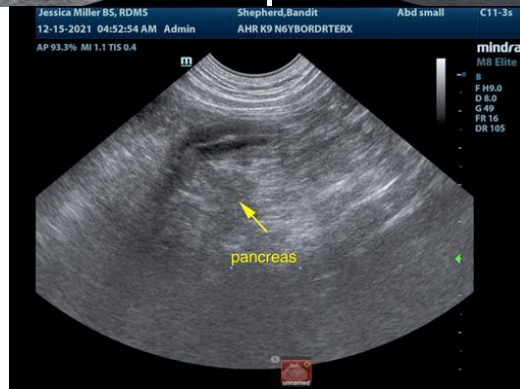 Jessica Miller BS, RDMS Shepherd,Bandit Abd small C11-3s
12-15-2021 04:52:54 AM Admin AHR K9 N6YBORDRTERX
AP 93.3% MI 1.1 TIS 0.4
mindra
m
M8 Elite
B
F H9.0
D 8.0
G 49
FR 16
DR 105
pancreas
unnamed